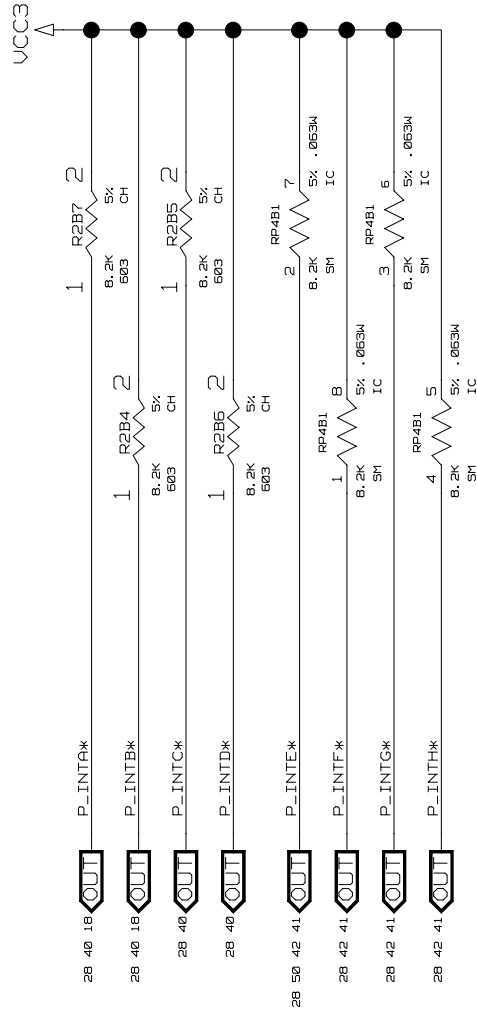 VCC3
2
R2B7
5%
CH
1
8.2K
603
P_INTA*
OUT
28 40 18
2
R2B4
5%
CH
1
8.2K
603
P_INTB*
OUT
28 40 18
2
R2B5
5%
CH
1
8.2K
603
P_INTC*
OUT
28 40
2
R2B6
5%
CH
1
8.2K
603
P_INTD*
OUT
28 40
7
RP4B1
5% .063W
IC
2
8.2K
SM
P_INTE*
OUT
28 50 42 41
8
RP4B1
5% .063W
IC
1
8.2K
SM
P_INTF*
OUT
28 42 41
6
RP4B1
5% .063W
IC
3
8.2K
SM
P_INTG*
OUT
28 42 41
5
RP4B1
5% .063W
IC
4
8.2K
SM
P_INTH*
OUT
28 42 41